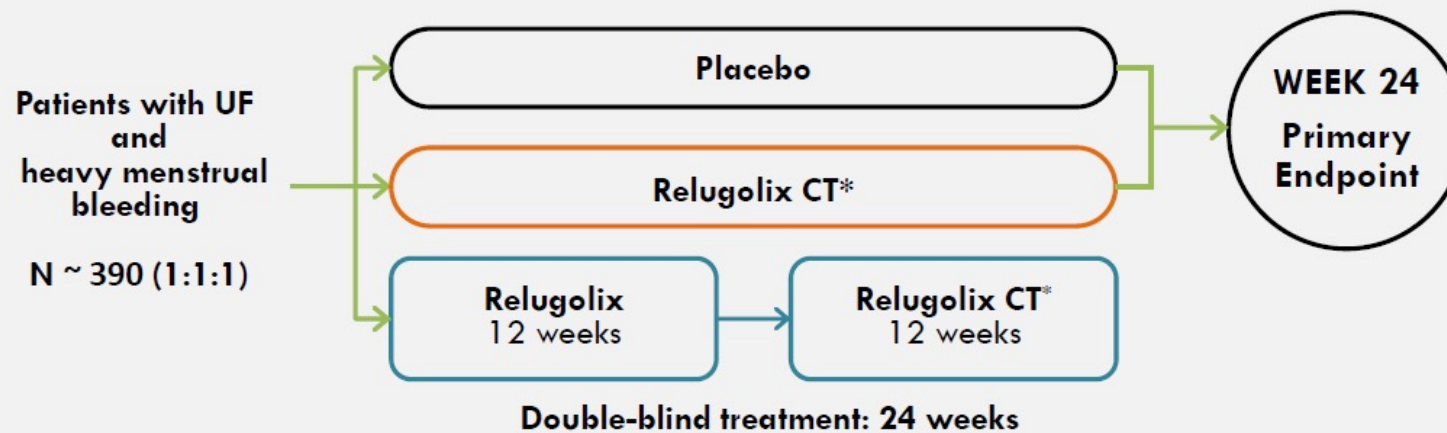 Patients with UF
and
heavy menstrual
bleeding
N ~ 390 (1:1:1)
Placebo
Relugolix CT*
Relugolix
12 weeks
Relugolix CT*
12 weeks
Double-blind treatment: 24 weeks
WEEK 24
Primary
Endpoint